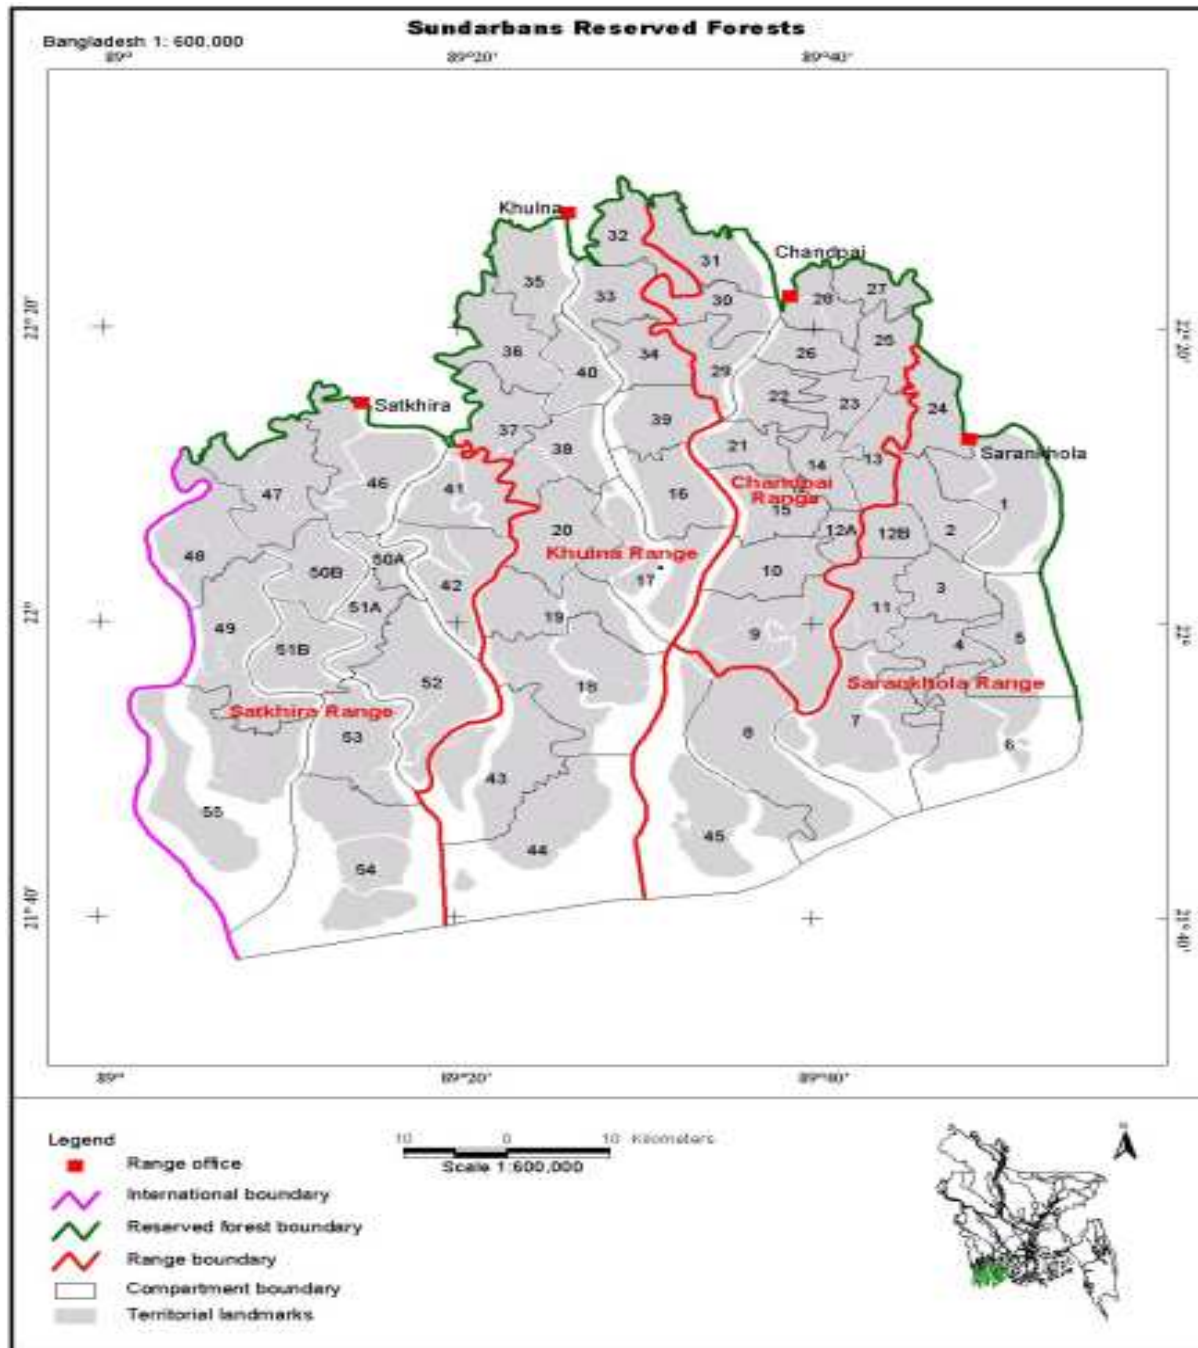 Sundarbans Reserved Forests
Bangladesh 1: 600,000
89°
89°20'
89°40'
Khulna
32
31
Chandpai
35
33
30
28
27
22° 20'
36
34
25
26
40
29
22
23
24
Satkhira
39
37
38
21
Sarankhola
13
14
47
46
41
16
Chandpai
Range
1
15
20
12A
12B
2
48
50A
Khulna Range
50B
42
17
10
3
51A
11
22°
49
19
9
5
51B
4
52
18
Sarankhola Range
Satkhira Range
53
8
7
6
43
55
45
44
54
21° 40'
21° 40'
89°
89°20'
89°40'
Legend
10 0 10 Kilometers
Scale 1:600,000
Range office
International boundary
Reserved forest boundary
Range boundary
Compartment boundary
Territorial landmarks